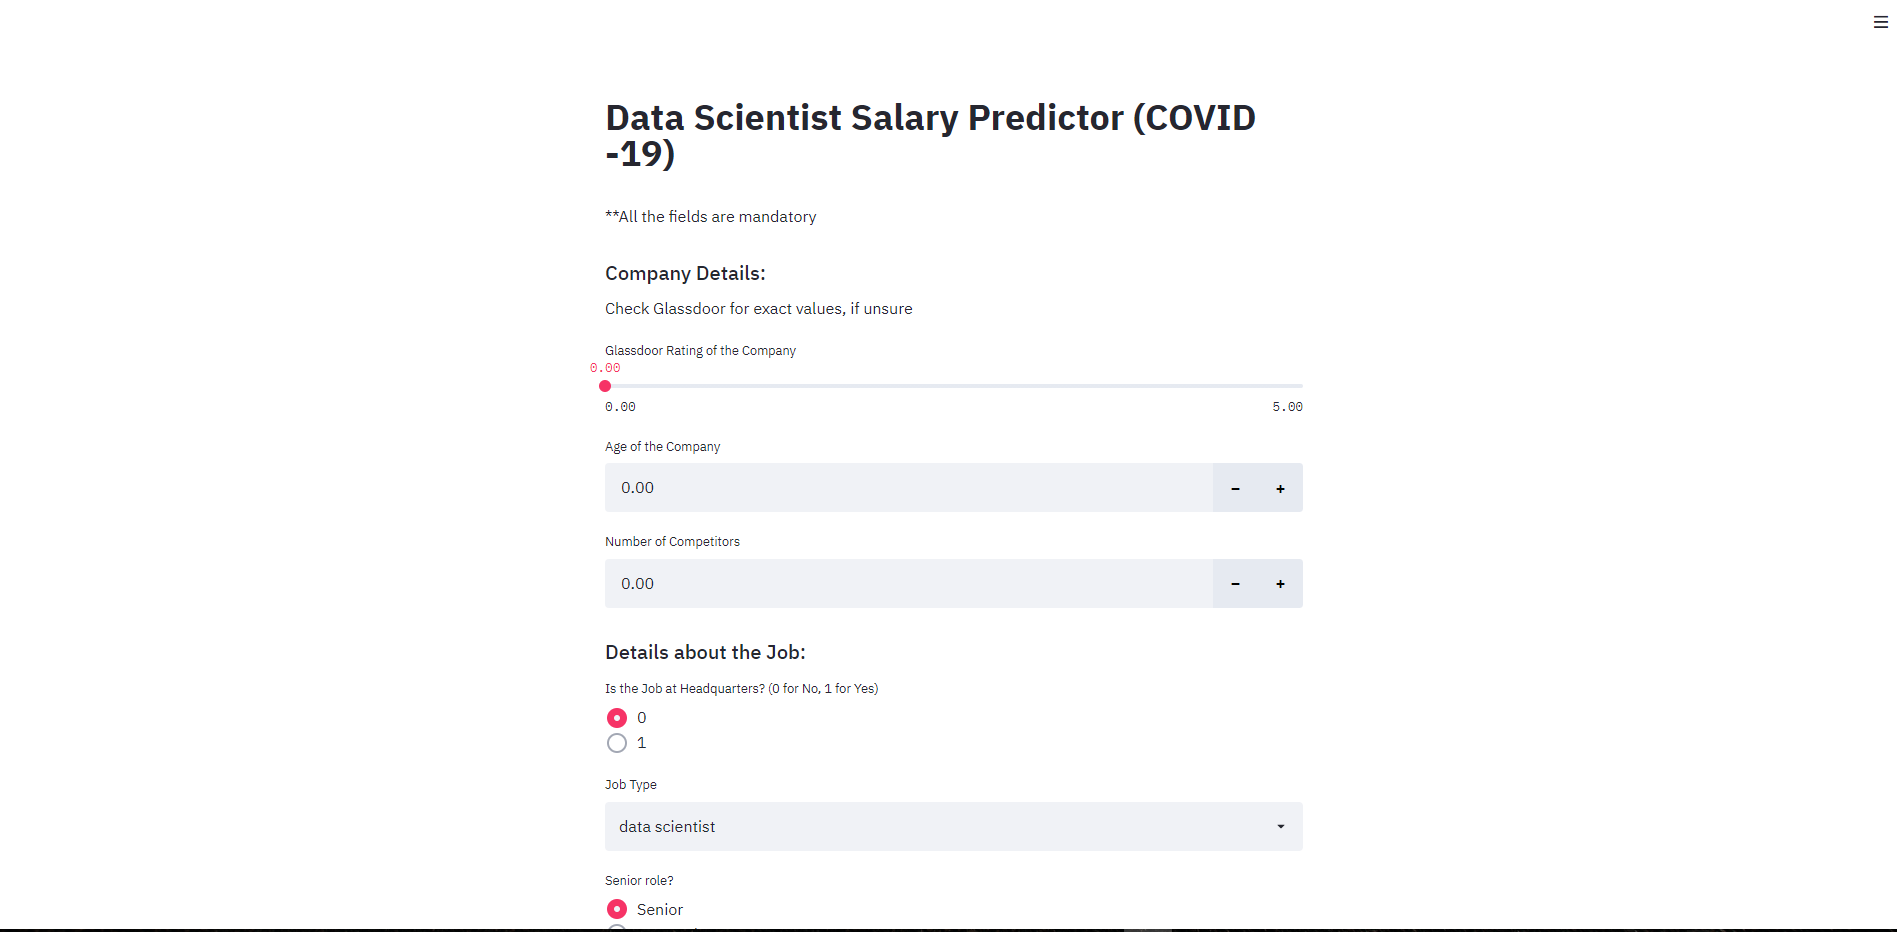 Data Scientist Salary Predictor (COVID
-19)
**All the fields are mandatory
Company Details:
Check Glassdoor for exact values, if unsure
Glassdoor Rating of the Company
0.00
0.00 5.00
Age of the Company
0.00 - +
Number of Competitors
0.00 - +
Details about the Job:
Is the Job at Headquarters? (0 for No, 1 for Yes)
0
1
Job Type
data scientist
Senior role?
Senior